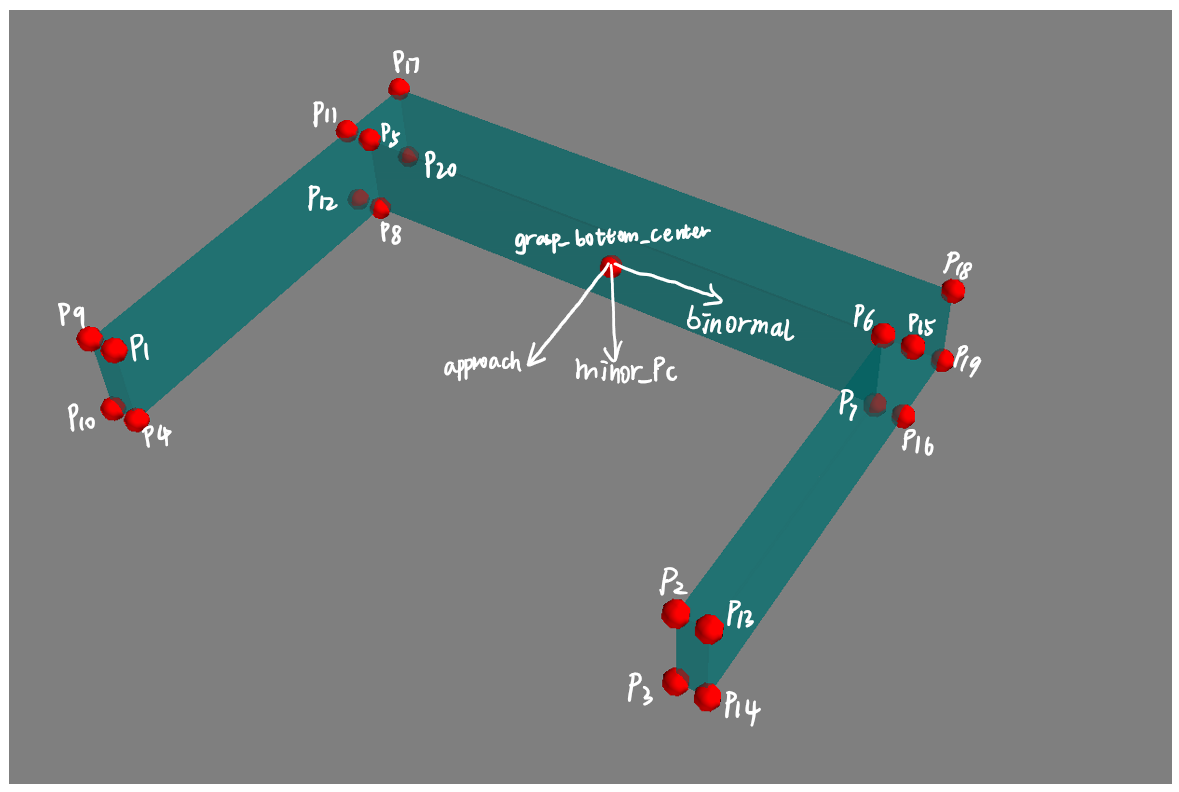 P17
P11
P5
P20
P12
P8
grasp_bottom_center
P18
binormal
P6
P15
P19
P9
P1
approach
minor_Pc
P10
P4
P7
P16
P2
P13
P3
P14